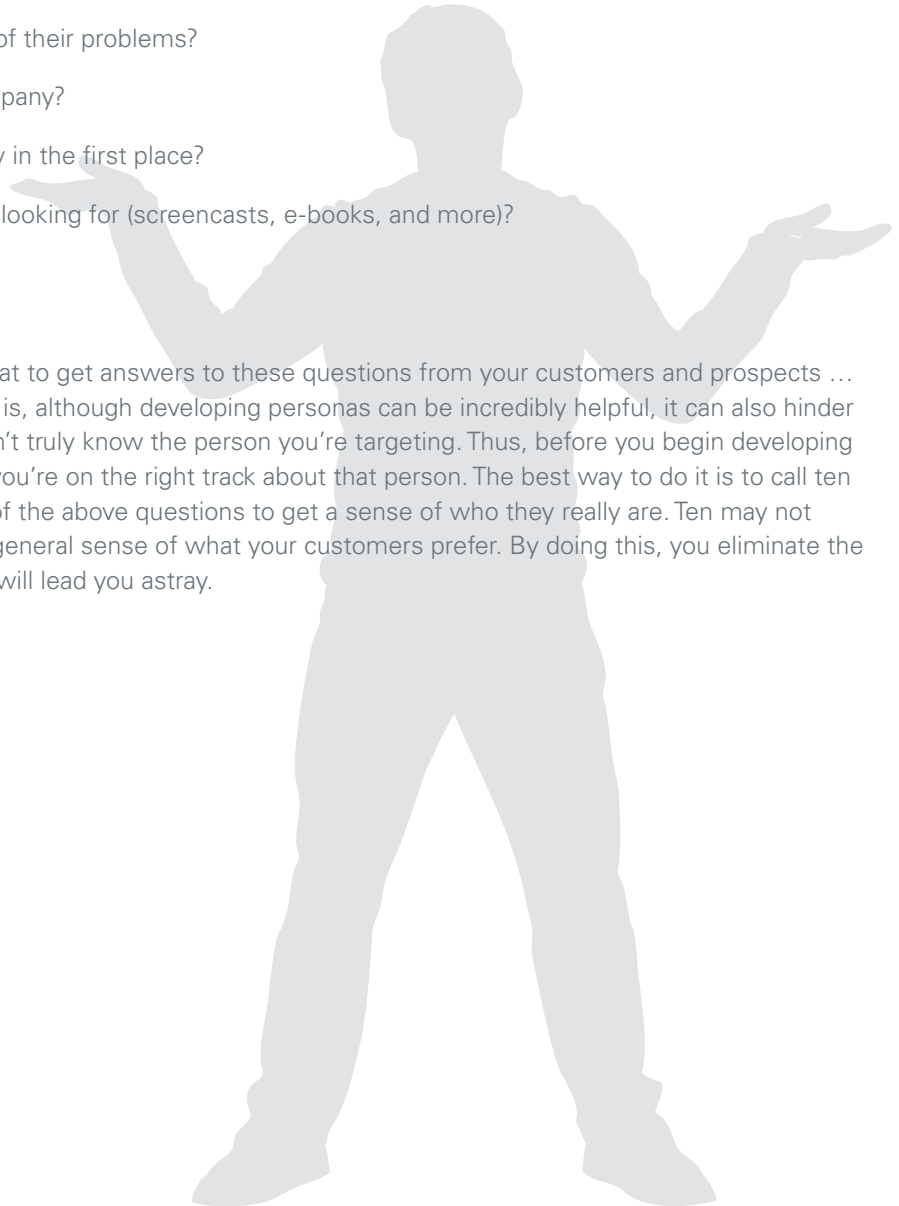 of their problems?
pany?
in the first place?
looking for (screencasts, e-books, and more)?
at to get answers to these questions from your customers and prospects …
is, although developing personas can be incredibly helpful, it can also hinder
n’t truly know the person you’re targeting. Thus, before you begin developing
you’re on the right track about that person. The best way to do it is to call ten
of the above questions to get a sense of who they really are. Ten may not
general sense of what your customers prefer. By doing this, you eliminate the
will lead you astray.